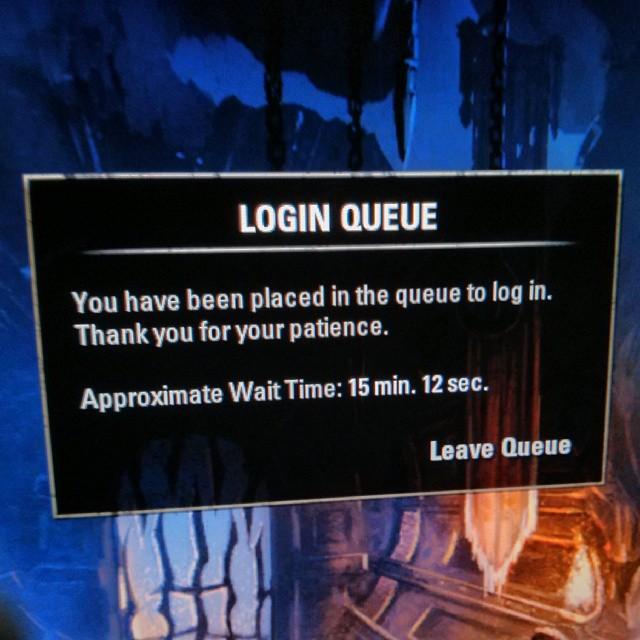 LOGIN QUEUE
You have been placed in the queue to log in.
Thank you for your patience.
Approximate Wait Time: 15 min. 12 sec.
Leave Queue